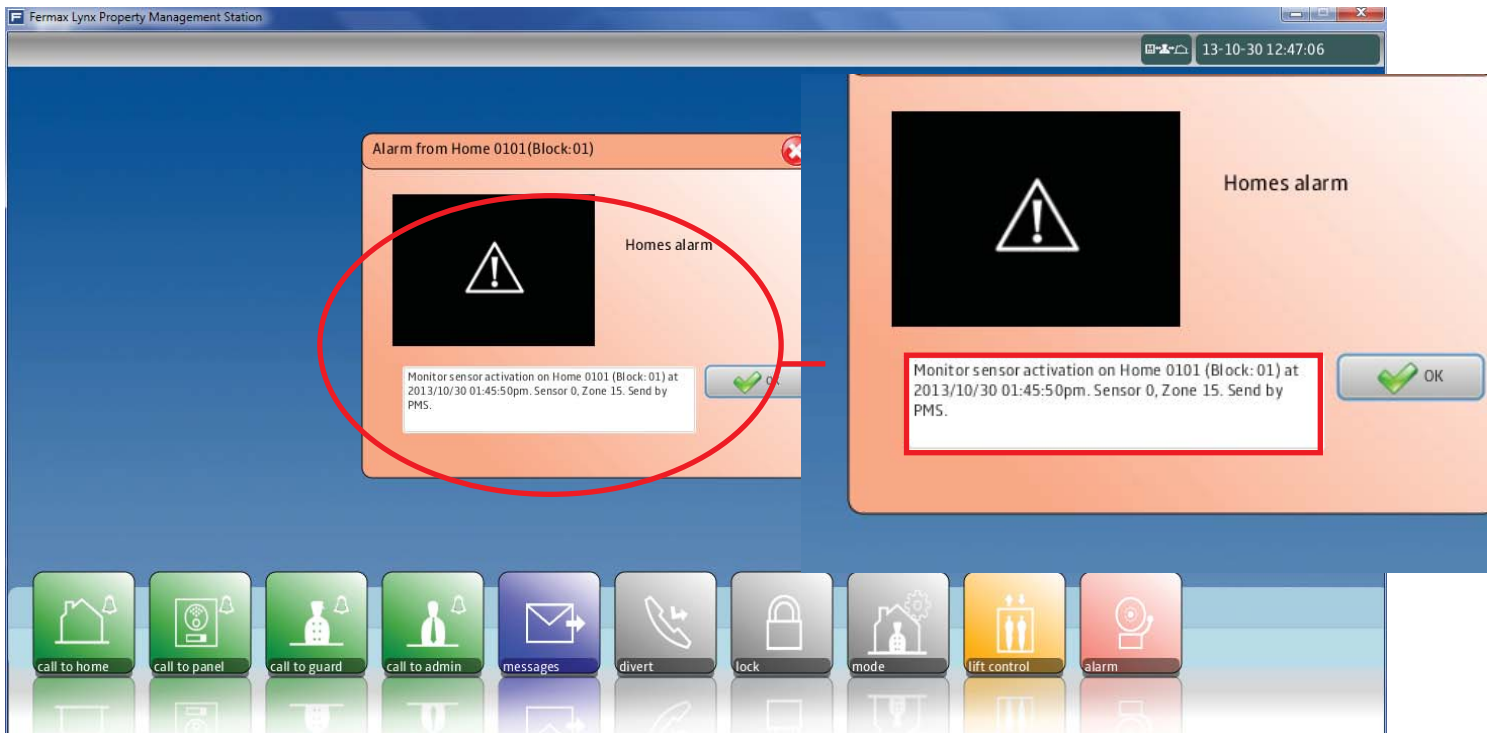 Fermax Lynx Property Management Station
13-10-30 12:47:06
Alarm from Home 0101(Block:01)
Homes alarm
Monitor sensor activation on Home 0101 (Block: 01) at
2013/10/30 01:45:50pm. Sensor 0, Zone 15. Send by
PMS.
OK
Homes alarm
Monitor sensor activation on Home 0101 (Block: 01) at
2013/10/30 01:45:50pm. Sensor 0, Zone 15. Send by
PMS.
OK
call to home
call to panel
call to guard
call to admin
messages
divert
lock
mode
lift control
alarm